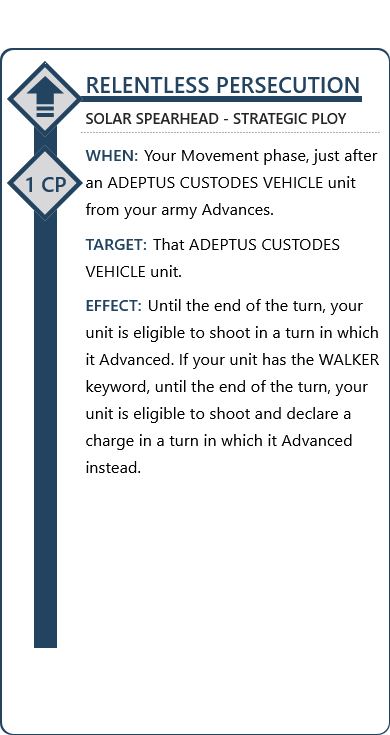 RELENTLESS PERSECUTION
SOLAR SPEARHEAD - STRATEGIC PLOY
WHEN: Your Movement phase, just after
1 CP
an ADEPTUS CUSTODES VEHICLE unit
from your army Advances.
TARGET: That ADEPTUS CUSTODES
VEHICLE unit.
EFFECT: Until the end of the turn, your
unit is eligible to shoot in a turn in which
it Advanced. If your unit has the WALKER
keyword, until the end of the turn, your
unit is eligible to shoot and declare a
charge in a turn in which it Advanced
instead.